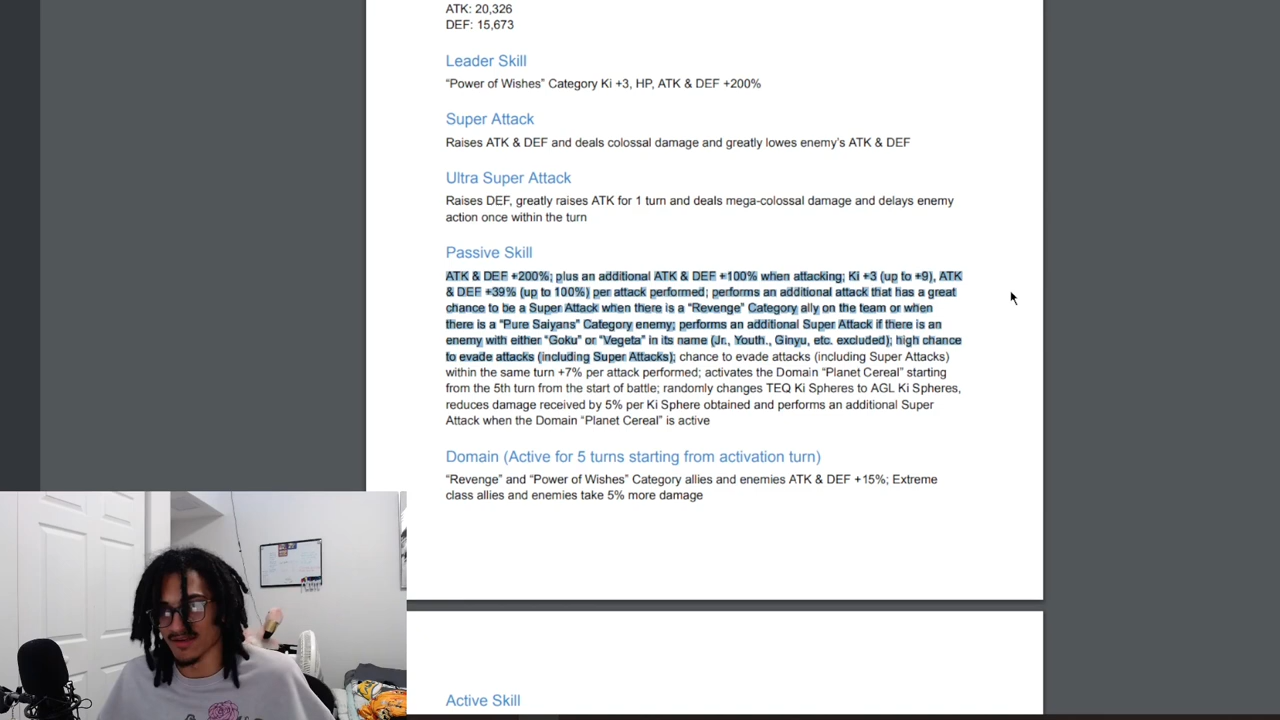 ATK: 20,326
DEF: 15,673
Leader Skill
“Power of Wishes” Category Ki +3, HP, ATK & DEF +200%
Super Attack
Raises ATK & DEF and deals colossal damage and greatly lowes enemy’s ATK & DEF
Ultra Super Attack
Raises DEF, greatly raises ATK for 1 turn and deals mega-colossal damage and delays enemy
action once within the turn
Passive Skill
ATK & DEF +200%; plus an additional ATK & DEF +100% when attacking; Ki +3 (up to +9), ATK
& DEF +39% (up to 100%) per attack performed; performs an additional attack that has a great
chance to be a Super Attack when there is a “Revenge” Category ally on the team or when
there is a “Pure Saiyans” Category enemy; performs an additional Super Attack if there is an
enemy with either “Goku” or “Vegeta” in its name (Jr., Youth., Ginyu, etc. excluded); high chance
to evade attacks (including Super Attacks); chance to evade attacks (including Super Attacks)
within the same turn +7% per attack performed; activates the Domain “Planet Cereal” starting
from the 5th turn from the start of battle; randomly changes TEQ Ki Spheres to AGL Ki Spheres,
reduces damage received by 5% per Ki Sphere obtained and performs an additional Super
Attack when the Domain “Planet Cereal” is active
Domain (Active for 5 turns starting from activation turn)
“Revenge” and “Power of Wishes” Category allies and enemies ATK & DEF +15%; Extreme
class allies and enemies take 5% more damage
Active Skill